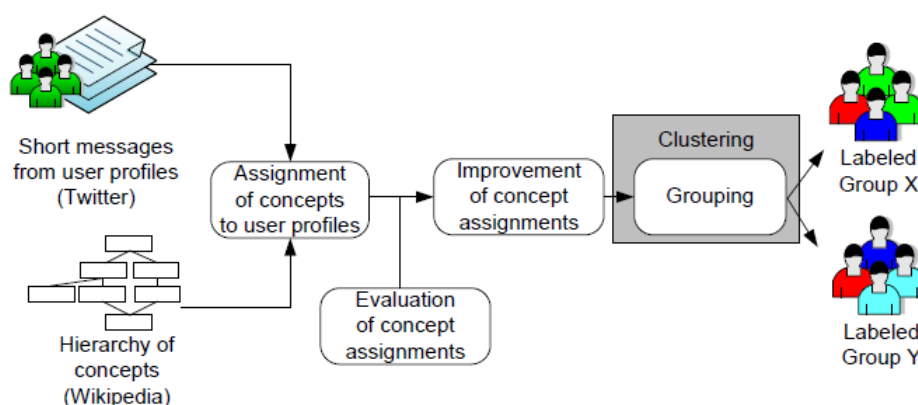 Short messages
from user profiles
(Twitter)
Hierarchy of
concepts
(Wikipedia)
Assignment
of concepts
to user profiles
Evaluation
of concept
assignments
Improvement
of concept
assignments
Clustering
Grouping
Labeled
Group X
Labeled
Group Y